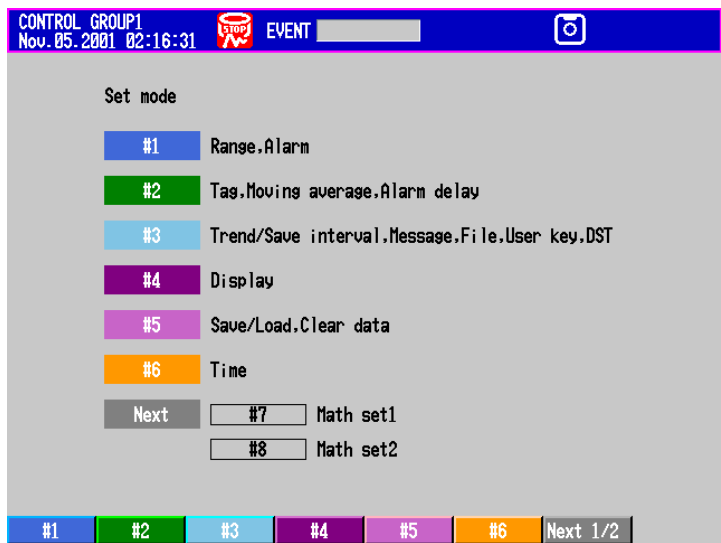 CONTROL GROUP1
Nov.05.2001 02:16:31
STOP
EVENT
Set mode
#1 Range,Alarm
#2 Tag,Moving average,Alarm delay
#3 Trend/Save interval,Message,File,User key,DST
#4 Display
#5 Save/Load,Clear data
#6 Time
Next #7 Math set1
#8 Math set2
#1 #2 #3 #4 #5 #6 Next 1/2